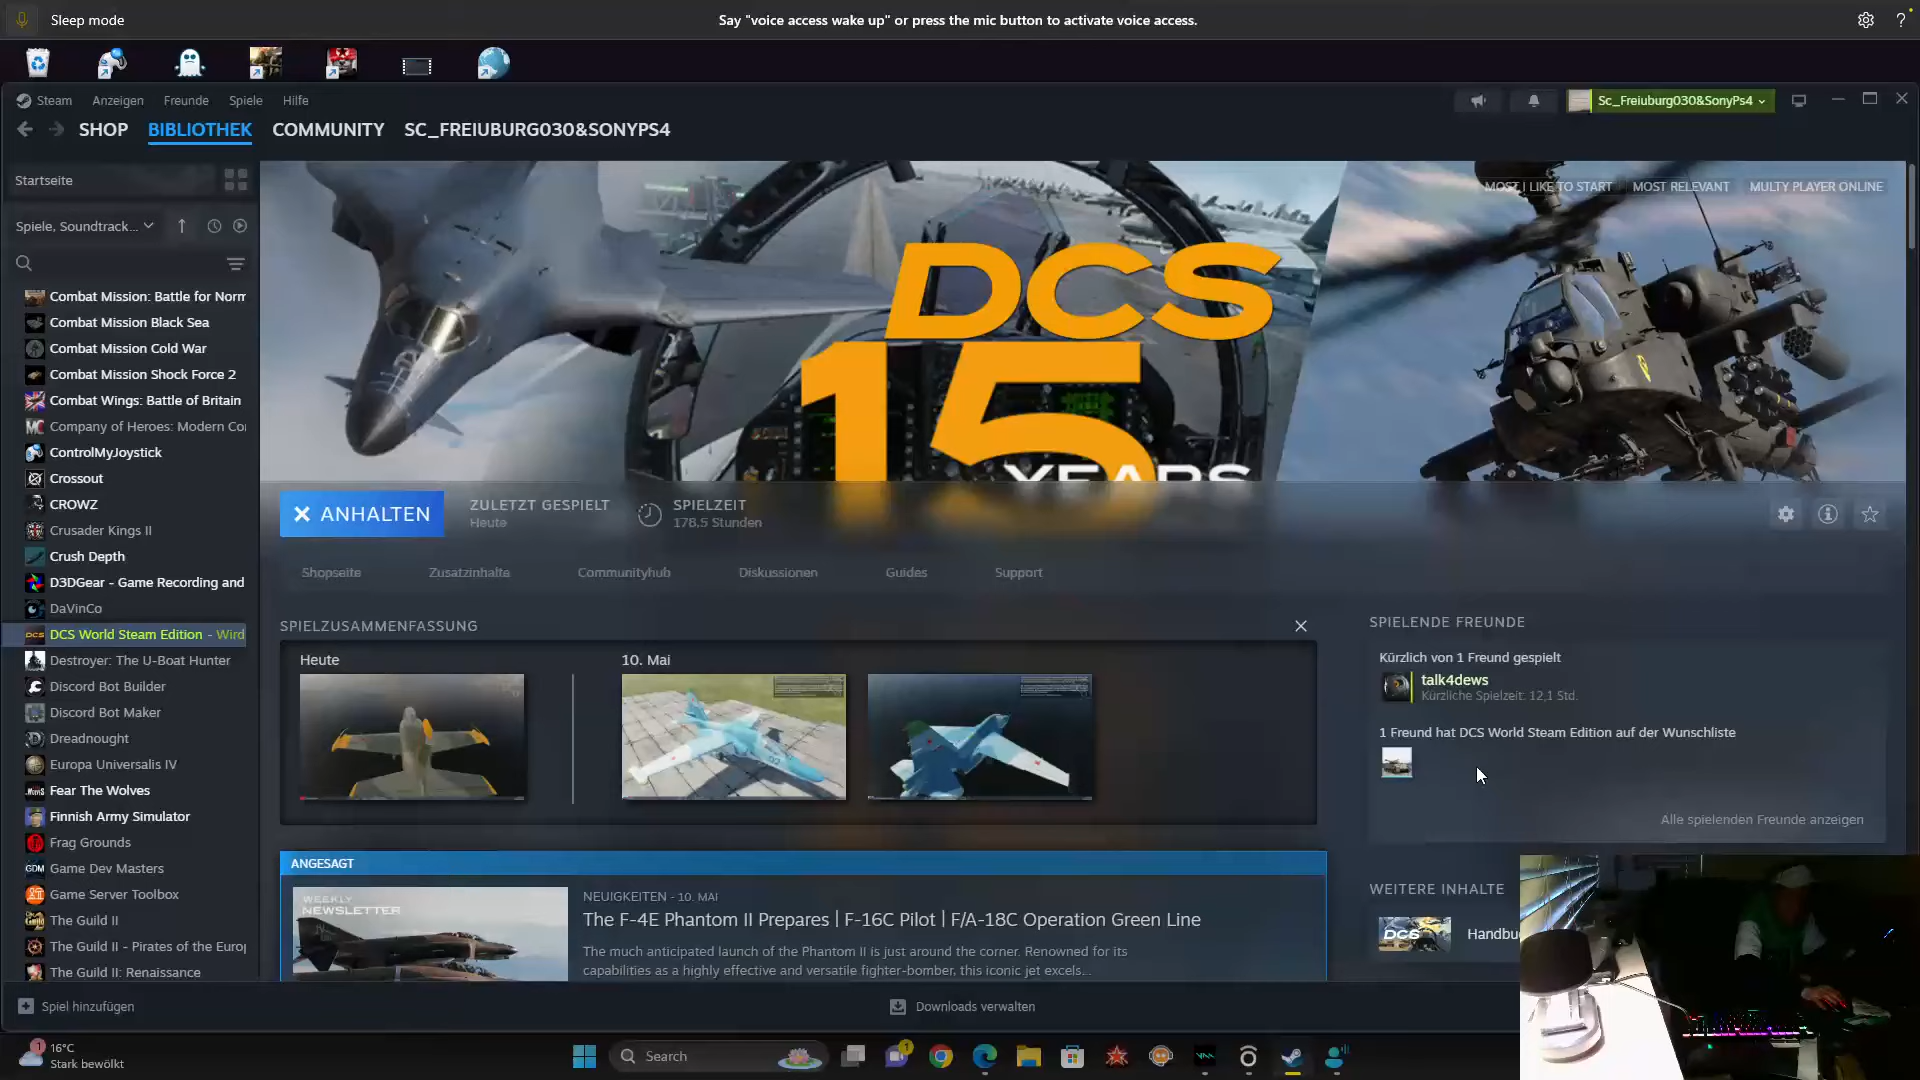 Sleep mode
Say "voice access wake up" or press the mic button to activate voice access.
Steam Anzeigen Freunde Spiele Hilfe
Sc_Freiuburg030&SonyPs4
SHOP BIBLIOTHEK COMMUNITY SC_FREIUBURG030&SONYPS4
Startseite
MOST I LIKE TO START MOST RELEVANT MULTY PLAYER ONLINE
Spiele, Soundtrack...
Combat Mission: Battle for Norm
Combat Mission Black Sea
Combat Mission Cold War
Combat Mission Shock Force 2
Combat Wings: Battle of Britain
Company of Heroes: Modern Co
ControlMyJoystick
Crossout
CROWZ
Crusader Kings II
Crush Depth
D3DGear - Game Recording and
DaVinCo
DCS World Steam Edition - Wird
Destroyer: The U-Boat Hunter
Discord Bot Builder
Discord Bot Maker
Dreadnought
Europa Universalis IV
Fear The Wolves
Finnish Army Simulator
Frag Grounds
Game Dev Masters
Game Server Toolbox
The Guild II
The Guild II - Pirates of the Europ
The Guild II: Renaissance
DCS
15
YEARS
ANHALTEN
ZULETZT GESPIELT
Heute
SPIELZEIT
178.5 Stunden
Shopseite Zusatzinhalte Communityhub Diskussionen Guides Support
SPIELZUSAMMENFASSUNG
Heute
10. Mai
SPIELENDE FREUNDE
Kürzlich von 1 Freund gespielt
talk4dews
Kürzliche Spielzeit: 12,1 Std.
1 Freund hat DCS World Steam Edition auf der Wunschliste
Alle spielenden Freunde anzeigen
ANGESAGT
WEEKLY
NEWSLETTER
NEUIGKEITEN - 10. MAI
The F-4E Phantom II Prepares | F-16C Pilot | F/A-18C Operation Green Line
The much anticipated launch of the Phantom II is just around the corner. Renowned for its
capabilities as a highly effective and versatile fighter-bomber, this iconic jet excels...
WEITERE INHALTE
DCS
Handbu
Spiel hinzufügen
Downloads verwalten
16°C
Stark bewölkt
Search